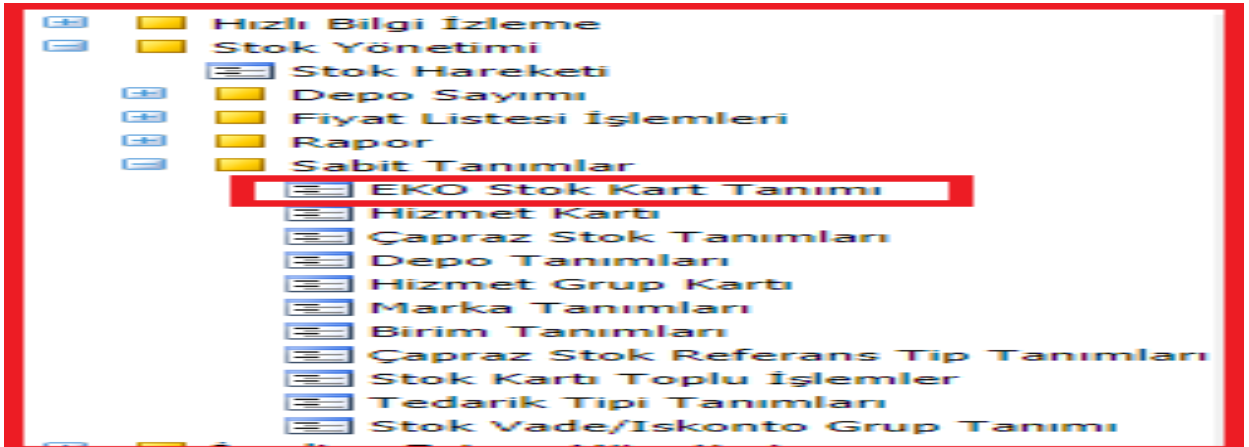 Hızlı Bilgi İzleme
Stok Yönetimi
Stok Hareketi
Depo Sayımı
Fiyat Listesi İşlemleri
Rapor
Sabit Tanımlar
EKO Stok Kart Tanımı
Hizmet Kartı
Çapraz Stok Tanımları
Depo Tanımları
Hizmet Grup Kartı
Marka Tanımları
Birim Tanımları
Çapraz Stok Referans Tip Tanımları
Stok Kartı Toplu İşlemler
Tedarik Tipi Tanımları
Stok Vade/Iskonto Grup Tanımı